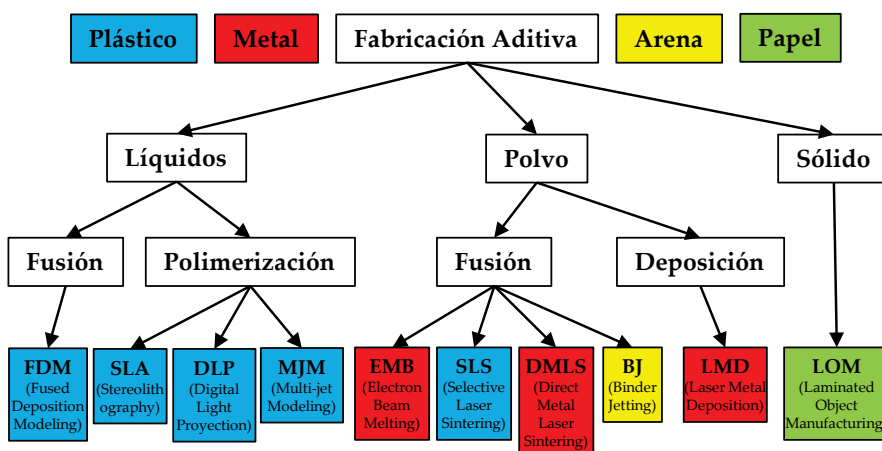 Plástico
Metal
Fabricación Aditiva
Arena
Papel
Líquidos
Polvo
Sólido
Fusión
Polimerización
Fusión
Deposición
FDM
(Fused
Deposition
Modeling)
SLA
(Stereolith
ography)
DLP
(Digital
Light
Proyection)
MJM
(Multi-jet
Modeling)
EMB
(Electron
Beam
Melting)
SLS
(Selective
Laser
Sintering)
DMLS
(Direct
Metal
Laser
Sintering)
BJ
(Binder
Jetting)
LMD
(Laser Metal
Deposition)
LOM
(Laminated
Object
Manufacturing)